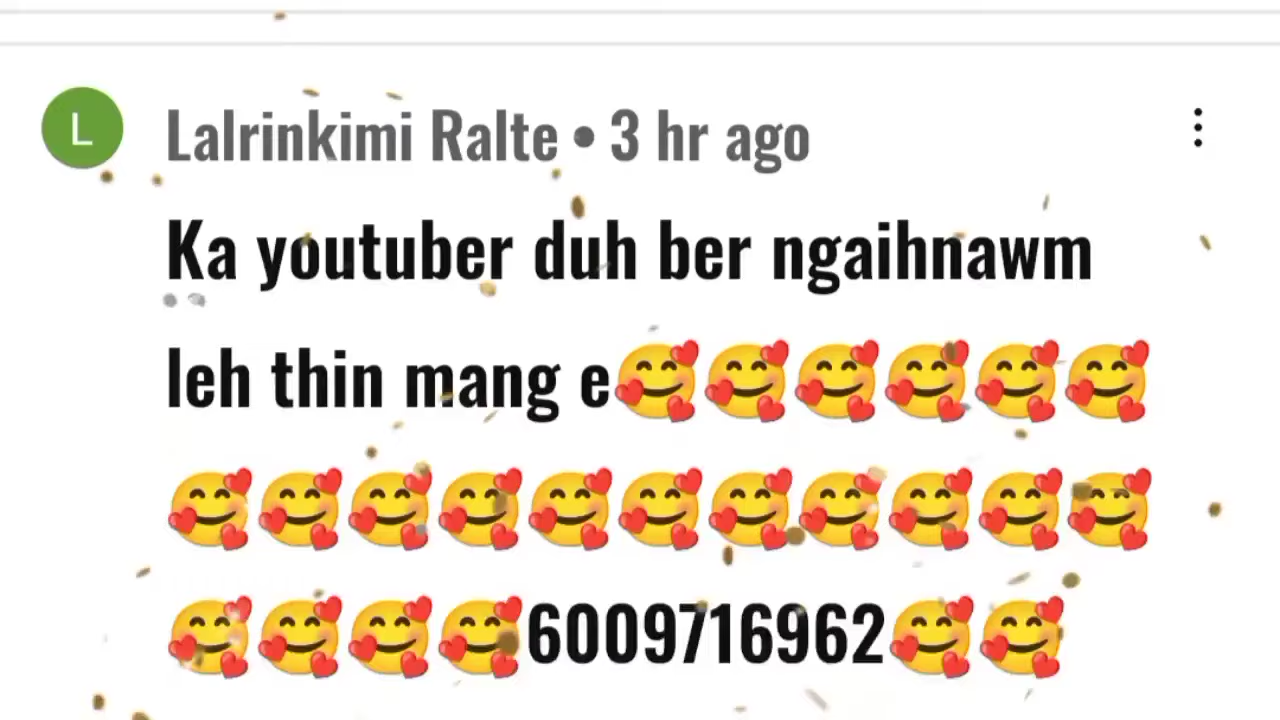 L
Lalrinkimi Ralte • 3 hr ago
Ka youtuber duh ber ngaihnawm
leh thin mang e🥰🥰🥰🥰🥰🥰
🥰🥰🥰🥰🥰🥰🥰🥰🥰🥰🥰
🥰🥰🥰🥰6009716962🥰🥰